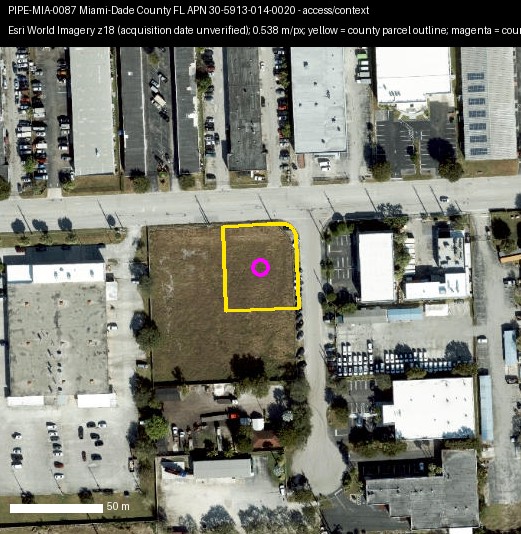 PIPE-MIA-0087 Miami-Dade County FL APN 30-5913-014-0020 - access/context
Esri World Imagery z18 (acquisition date unverified); 0.538 m/px; yellow = county parcel outline; magenta = cou
50 m